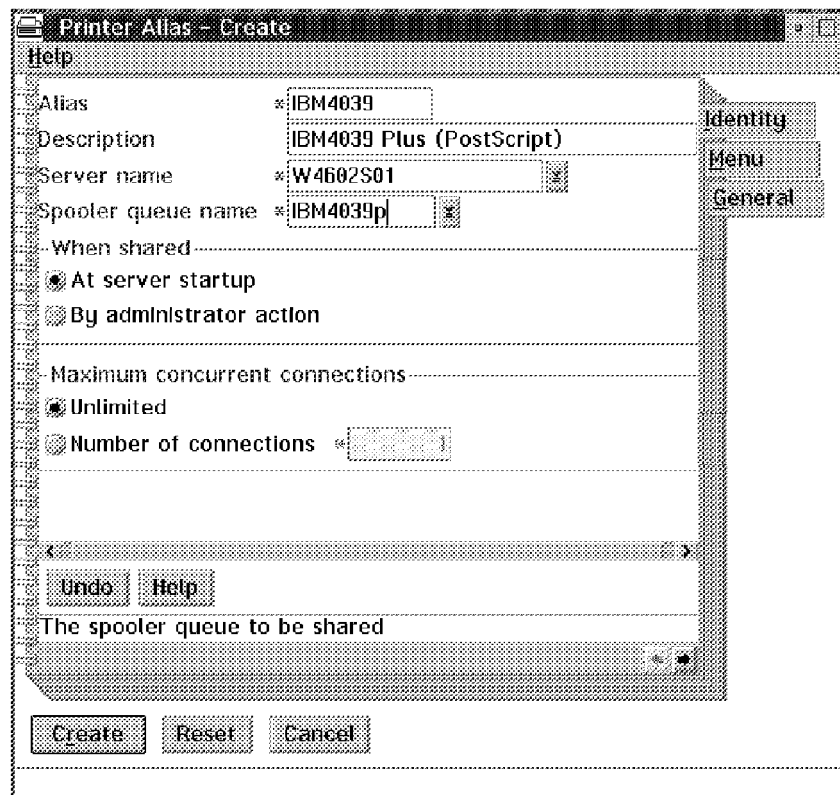 Printer Alias - Create
Help
Alias *IBM4039
Description IBM4039 Plus (PostScript)
Server name *W4602S01
Spooler queue name *IBM4039p
When shared
At server startup
By administrator action
Maximum concurrent connections
Unlimited
Number of connections * 1
Undo Help
The spooler queue to be shared
Create Reset Cancel
Identity
Menu
General